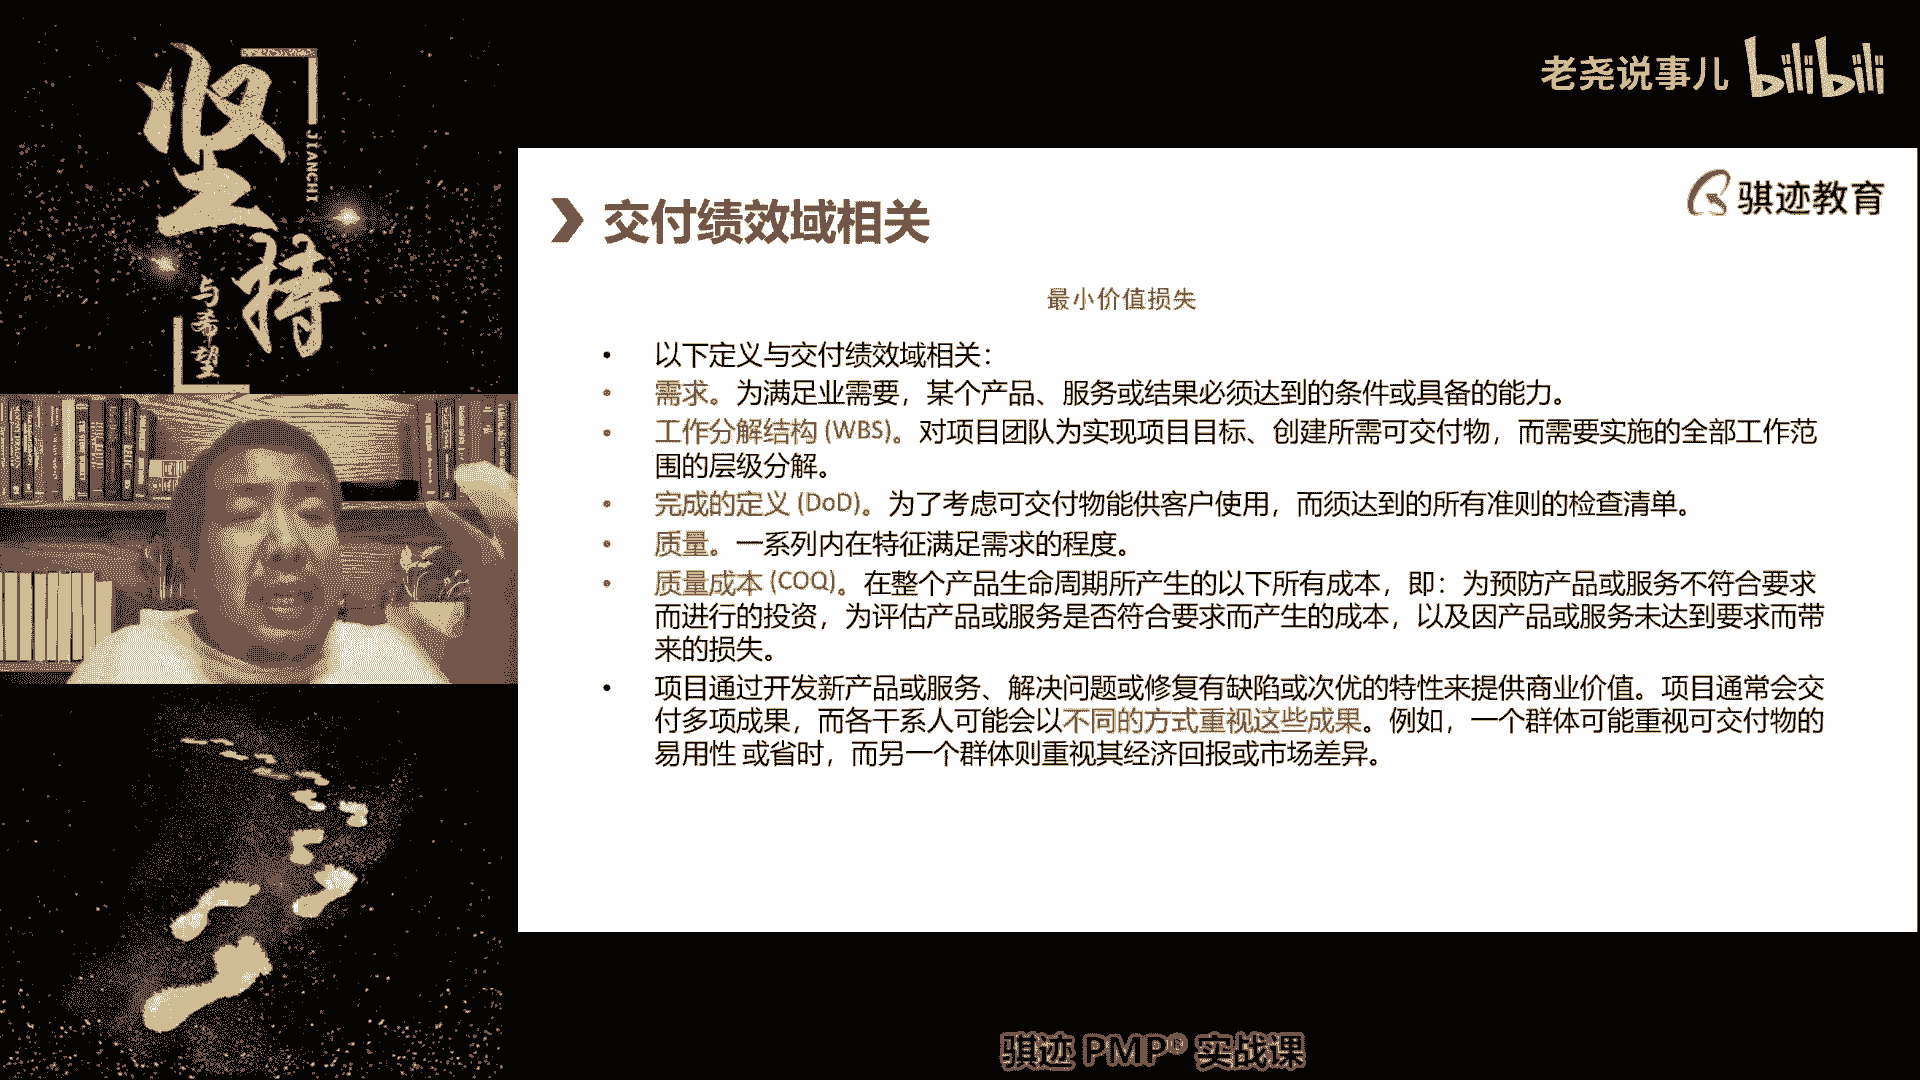 坚持
JIANCHI
与希望
老尧说事儿 bilibili
骐迹教育
交付绩效域相关
最小价值损失
• 以下定义与交付绩效域相关：
• 需求。为满足业需要，某个产品、服务或结果必须达到的条件或具备的能力。
• 工作分解结构 (WBS)。对项目团队为实现项目目标、创建所需可交付物，而需要实施的全部工作范
围的层级分解。
• 完成的定义 (DoD)。为了考虑可交付物能供客户使用，而须达到的所有准则的检查清单。
• 质量。一系列内在特征满足需求的程度。
• 质量成本 (COQ)。在整个产品生命周期所产生的以下所有成本，即：为预防产品或服务不符合要求
而进行的投资，为评估产品或服务是否符合要求而产生的成本，以及因产品或服务未达到要求而带
来的损失。
• 项目通过开发新产品或服务、解决问题或修复有缺陷或次优的特性来提供商业价值。项目通常会交
付多项成果，而各干系人可能会以不同的方式重视这些成果。例如，一个群体可能重视可交付物的
易用性 或省时，而另一个群体则重视其经济回报或市场差异。
骐迹 PMP® 实战课